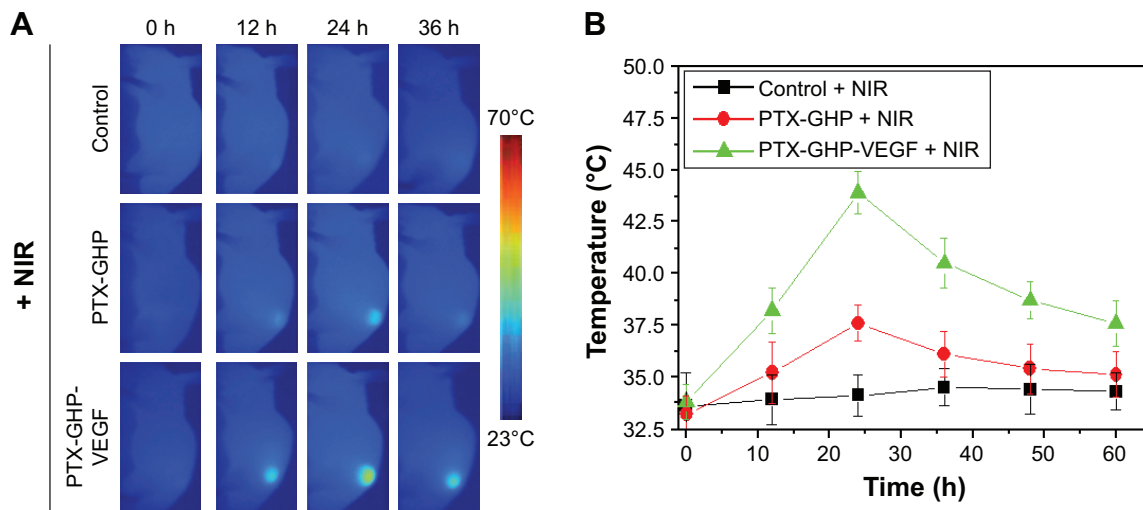 A
0 h 12 h 24 h 36 h
+ NIR
Control
PTX-GHP
PTX-GHP-
VEGF
70°C
23°C
B
Temperature (°C)
50.0
47.5
45.0
42.5
40.0
37.5
35.0
32.5
Control + NIR
PTX-GHP + NIR
PTX-GHP-VEGF + NIR
0 10 20 30 40 50 60
Time (h)